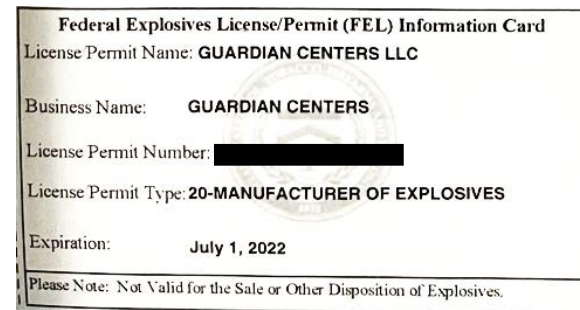 Federal Explosives License/Permit (FEL) Information Card
License Permit Name: GUARDIAN CENTERS LLC
Business Name: GUARDIAN CENTERS
License Permit Number:
License Permit Type: 20-MANUFACTURER OF EXPLOSIVES
Expiration: July 1, 2022
Please Note: Not Valid for the Sale or Other Disposition of Explosives.